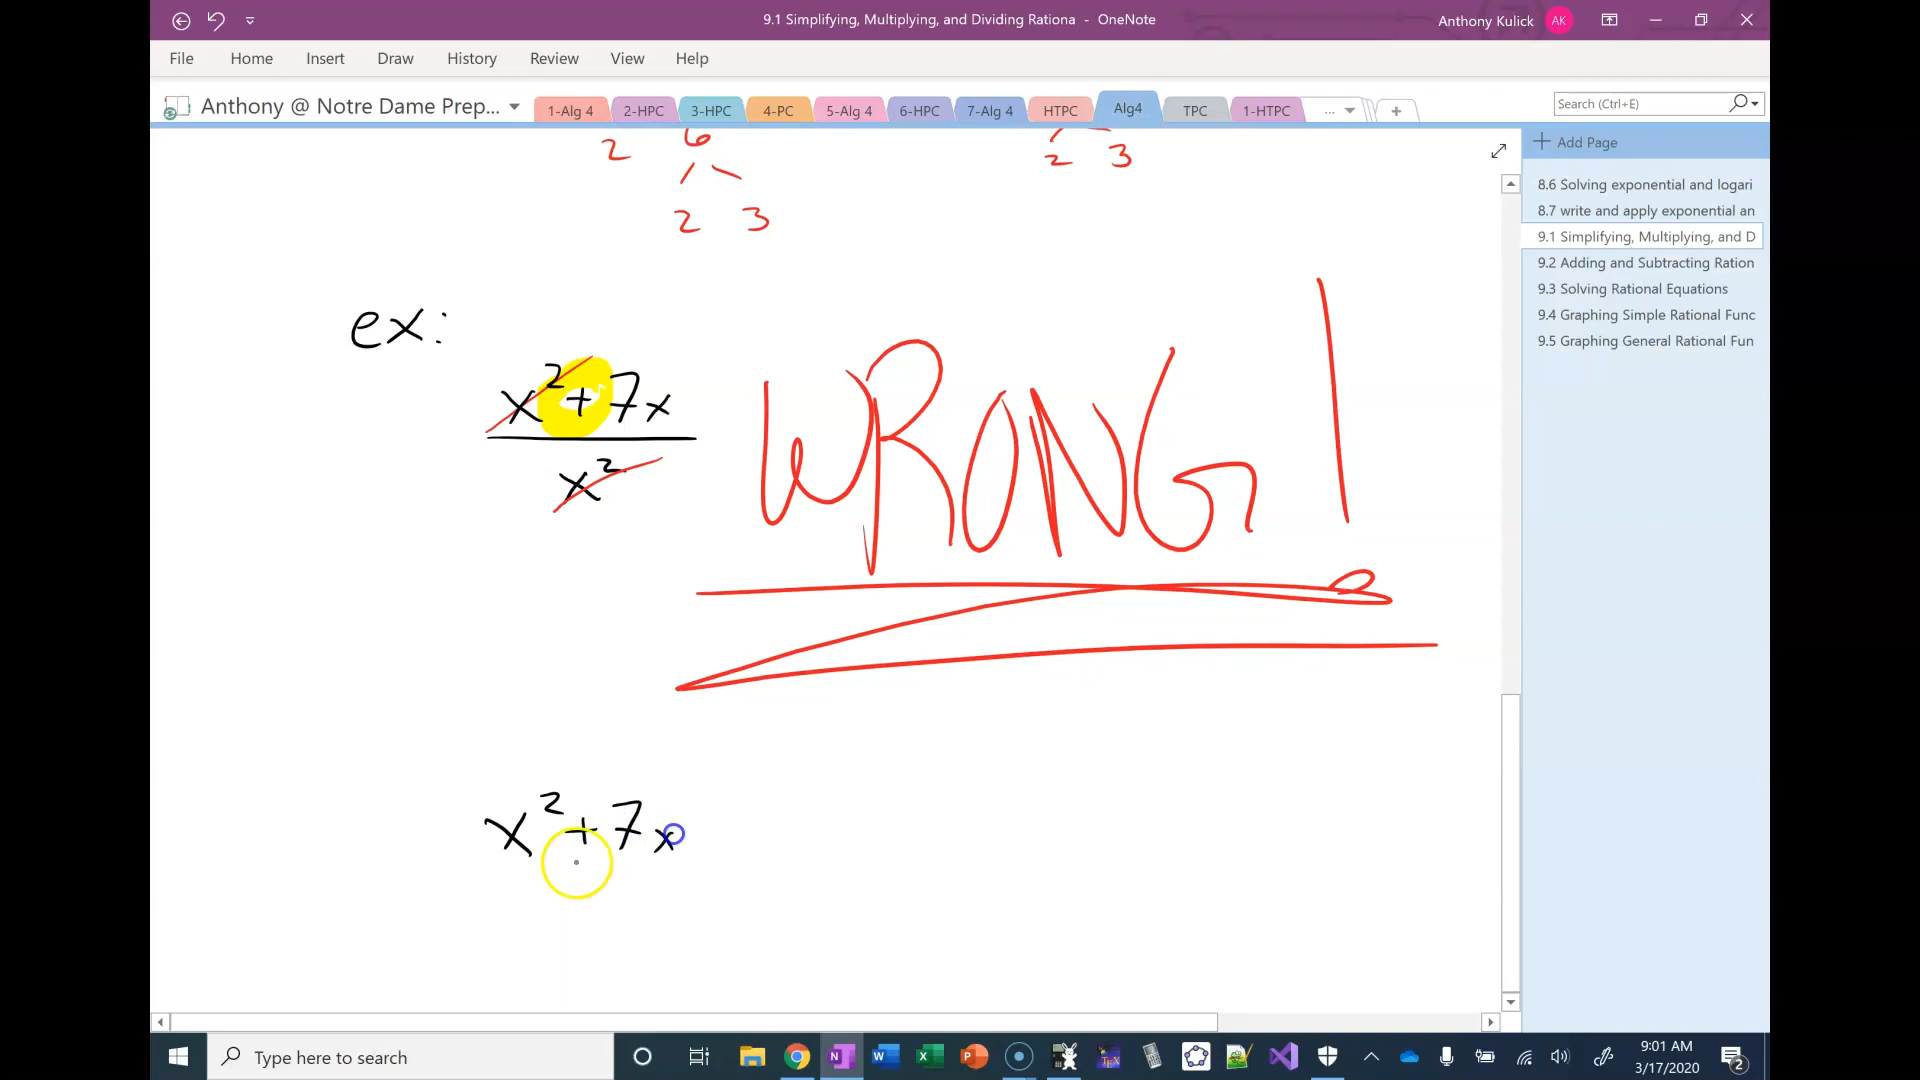 9.1 Simplifying, Multiplying, and Dividing Rationa - OneNote
Anthony Kulick AK
File Home Insert Draw History Review View Help
Anthony @ Notre Dame Prep... 1-Alg 4 2-HPC 3-HPC 4-PC 5-Alg 4 6-HPC 7-Alg 4 HTPC Alg4 TPC 1-HTPC ... +
Search (Ctrl+E)
Add Page
8.6 Solving exponential and logari
8.7 write and apply exponential an
9.1 Simplifying, Multiplying, and D
9.2 Adding and Subtracting Ration
9.3 Solving Rational Equations
9.4 Graphing Simple Rational Func
9.5 Graphing General Rational Fun
2 6 2 3
2 3
ex:
x² + 7x
x²
WRONG!
x² + 7x
Type here to search
9:01 AM
3/17/2020
2